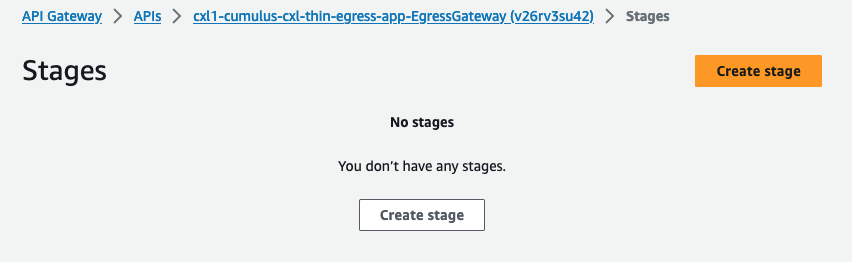 API Gateway > APIs > cxl1-cumulus-cxl-thin-egress-app-EgressGateway (v26rv3su42) > Stages
Stages
Create stage
No stages
You don’t have any stages.
Create stage